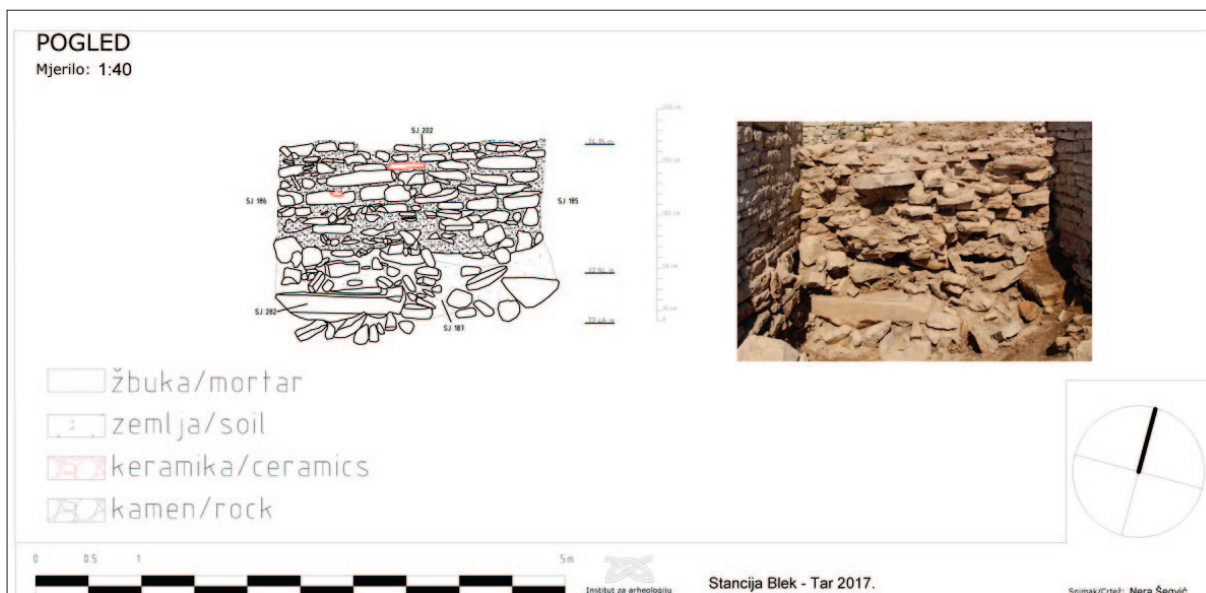 POGLED
Mjerilo: 1:40
SJ 202
SJ 186
SJ 185
SJ 282
SJ 187
žbuka/mortar
zemlja/soil
keramika/ceramics
kamen/rock
0 0.5 1 5m
Institut za arheologiju
Stancija Blek - Tar 2017.
Snimak/Crtež: Nera Šegvić